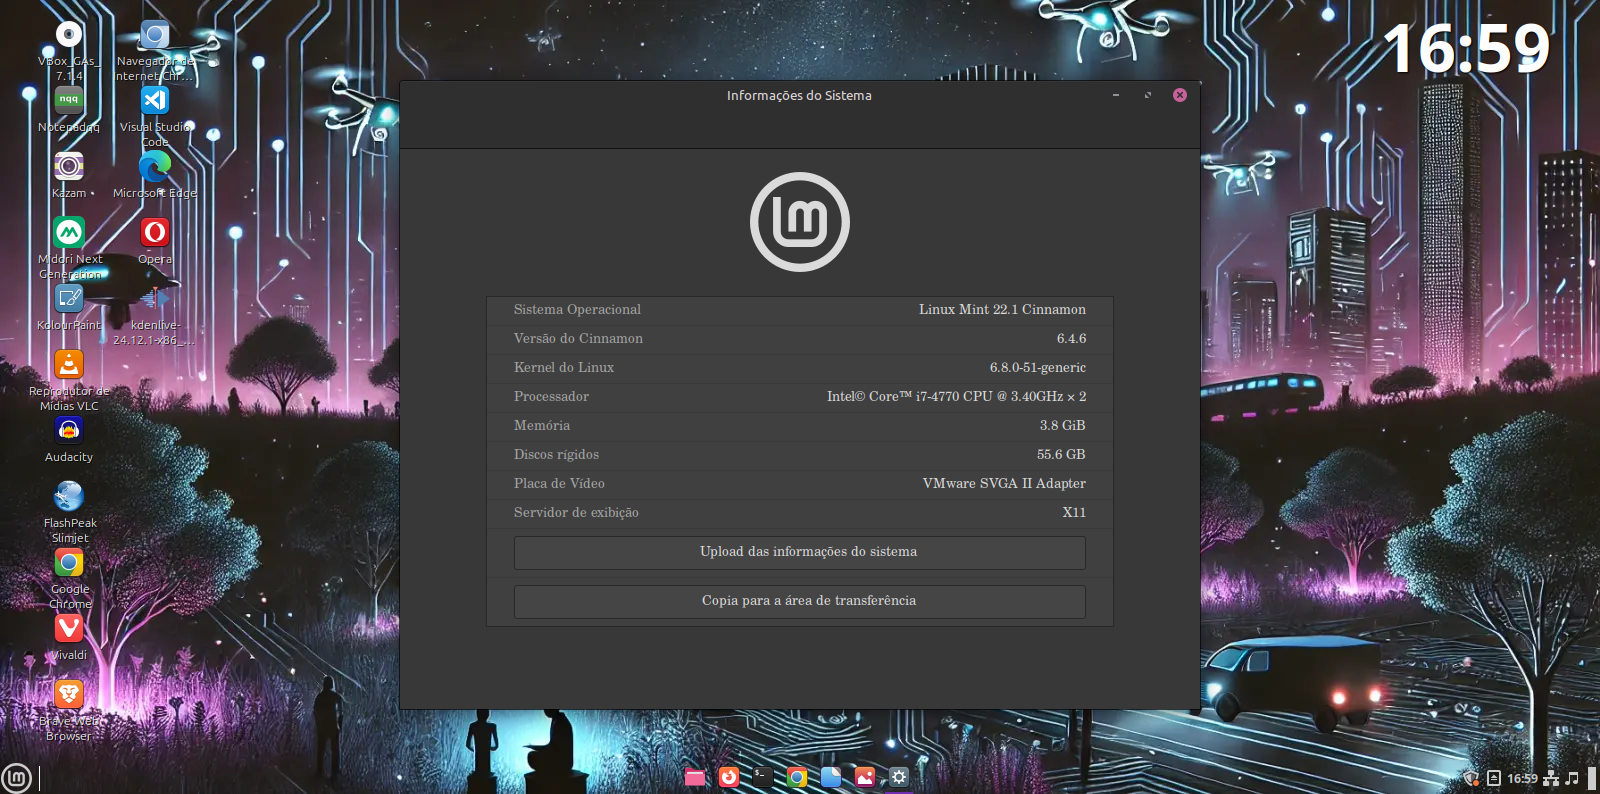 16:59
VBox_GAs_
7.1.4
Navegador de
internet Chr...
nqq
Notepadqq
Visual Studio
Code
Kazam
Microsoft Edge
Midori Next
Generation
Opera
KolourPaint
kdenlive-
24.12.1-x86_...
Reprodutor de
Mídias VLC
Audacity
FlashPeak
Slimjet
Google
Chrome
Vivaldi
Brave Web
Browser
Informações do Sistema
Sistema Operacional Linux Mint 22.1 Cinnamon
Versão do Cinnamon 6.4.6
Kernel do Linux 6.8.0-51-generic
Processador Intel© Core™ i7-4770 CPU @ 3.40GHz × 2
Memória 3.8 GiB
Discos rígidos 55.6 GB
Placa de Vídeo VMware SVGA II Adapter
Servidor de exibição X11
Upload das informações do sistema
Copia para a área de transferência
16:59